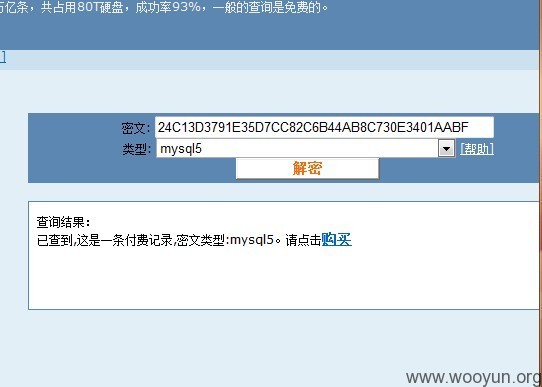 万亿条，共占用80T硬盘，成功率93%，一般的查询是免费的。
]
密文: 24C13D3791E35D7CC82C6B44AB8C730E3401AABF
类型: mysql5 [帮助]
解密
查询结果：
已查到,这是一条付费记录,密文类型:mysql5。请点击购买
www.wooyun.org